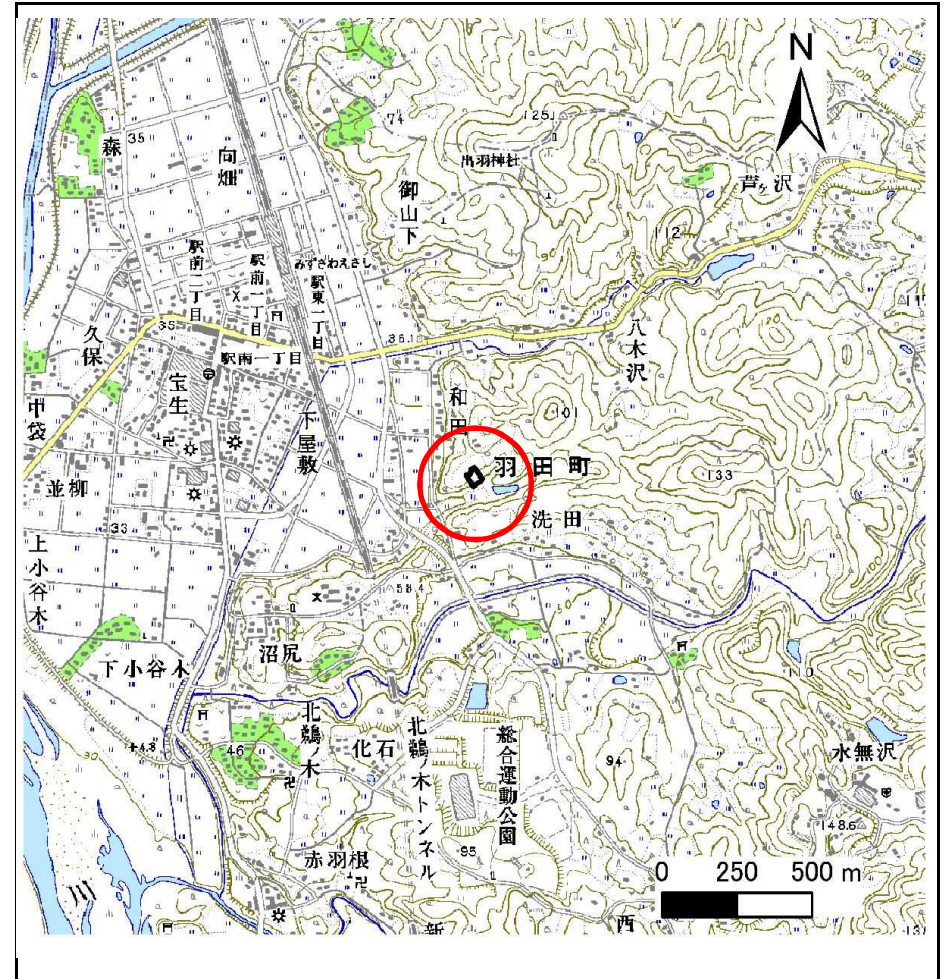 N
74
125
森
35
向畑
出羽神社
御山下
芦ヶ沢
112
駅前二丁目
駅前一丁目
みずさわえさし
駅東一丁目
久保
35
36.1
駅南一丁目
八木沢
宝生
和田
101
中袋
下屋敷
羽田町
133
並柳
33
洗田
上小谷木
58.4
沼尻
下小谷木
110
北鵜ノ木
化石
北鵜ノ木トンネル
総合運動公園
水無沢
46
94
148.6
赤羽根
95
0 250 500 m
川
新
西